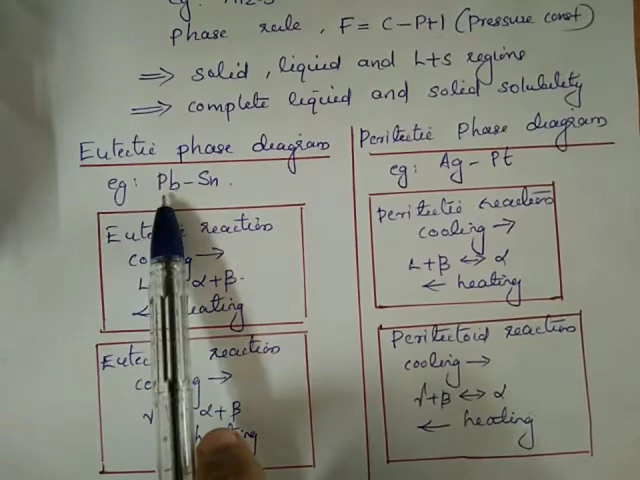 phase rule, F = C-P+1 (Pressure const)
⇒ solid, liquid and L+S regions
⇒ complete liquid and solid solubility
Eutectic phase diagram
eg: Pb-Sn.
reaction
cooling →
L α+β
← heating
reaction
→
γ α+β
Peritectic Phase diagram
eg: Ag-Pt
Peritectic reaction
cooling →
L+β ↔ α
← heating
Peritectoid reaction
cooling →
γ+β ↔ α
← heating